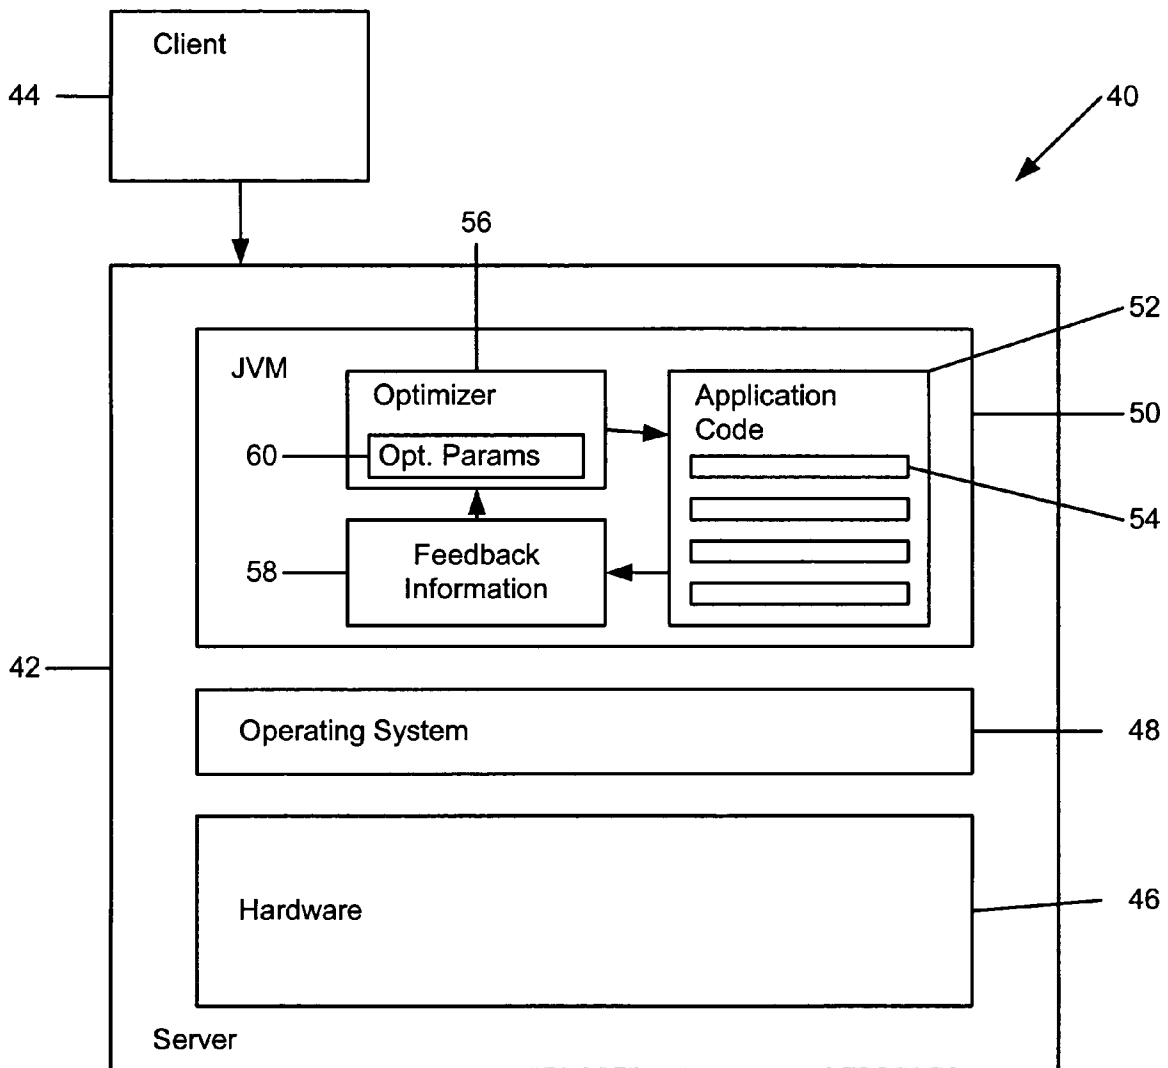 Client
44
40
56
52
JVM
Optimizer
Application
Code
50
60
Opt. Params
54
58
Feedback
Information
42
Operating System
48
Hardware
46
Server